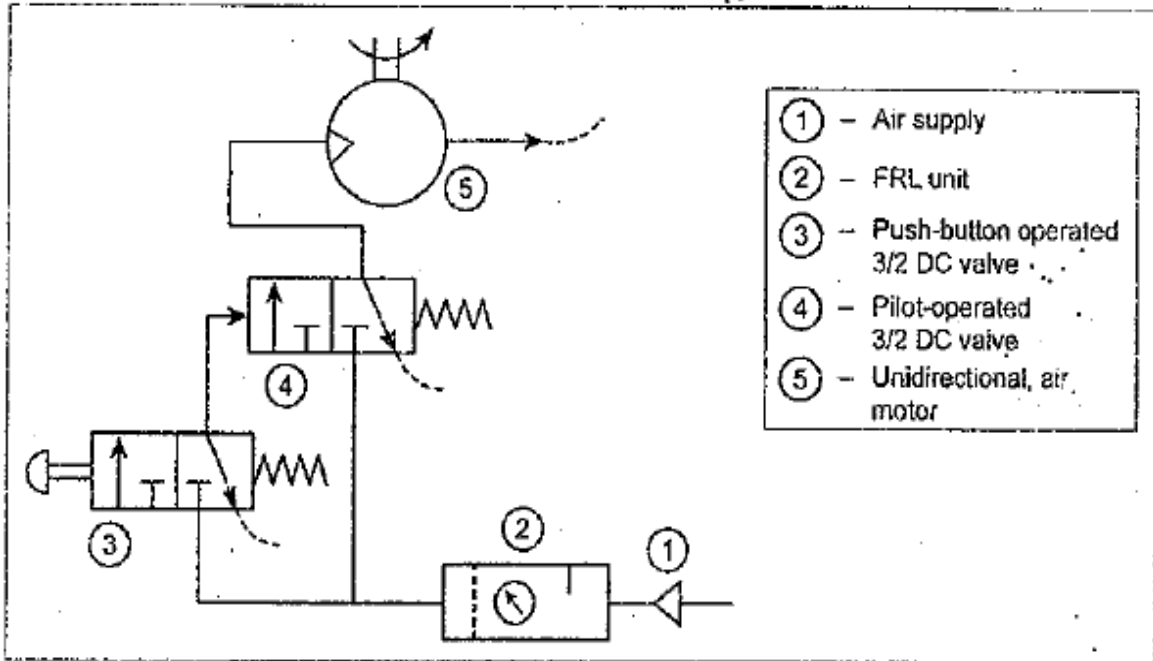 5
4
3
2
1
1 – Air supply
2 – FRL unit
3 – Push-button operated
3/2 DC valve
4 – Pilot-operated
3/2 DC valve
5 – Unidirectional, air
motor